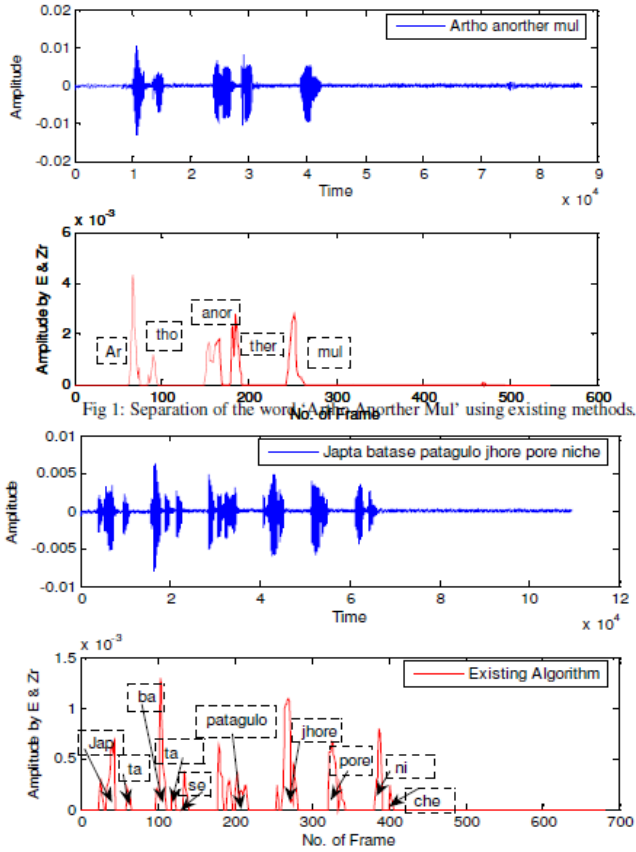 0.02
Artho anorther mul
0.01
0
-0.01
-0.02
Amplitude
0 1 2 3 4 5 6 7 8 9
Time
x 10^4
x 10^-3
6
4
2
0
Amplitude by E & Zr
Ar
tho
anor
ther
mul
0 100 200 300 400 500 600
No. of Frame
Fig 1: Separation of the word 'Artho Anorther Mul' using existing methods.
0.01
Japta batase patagulo jhore pore niche
0.005
0
-0.005
-0.01
Amplitude
0 2 4 6 8 10 12
Time
x 10^4
x 10^-3
1.5
Existing Algorithm
1
0.5
0
Amplitude by E & Zr
Jap
ta
ba
ta
se
patagulo
jhore
pore
ni
che
0 100 200 300 400 500 600 700
No. of Frame